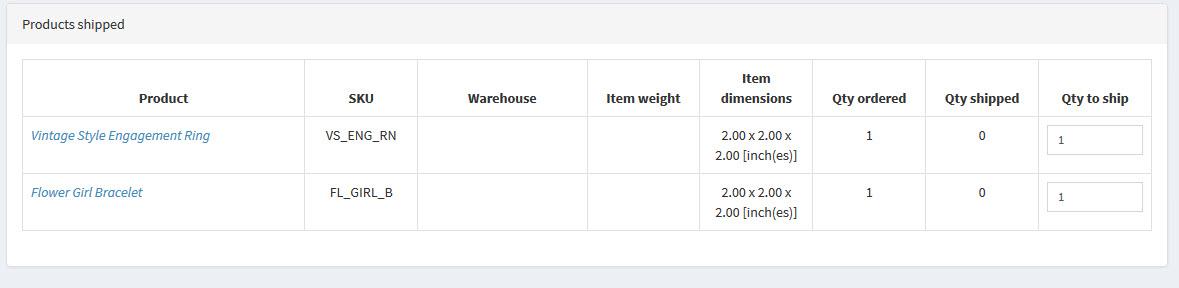 Products shipped
Product SKU Warehouse Item weight Item dimensions Qty ordered Qty shipped Qty to ship
Vintage Style Engagement Ring VS_ENG_RN 2.00 x 2.00 x 1 0 1
2.00 [inch(es)]
Flower Girl Bracelet FL_GIRL_B 2.00 x 2.00 x 1 0 1
2.00 [inch(es)]